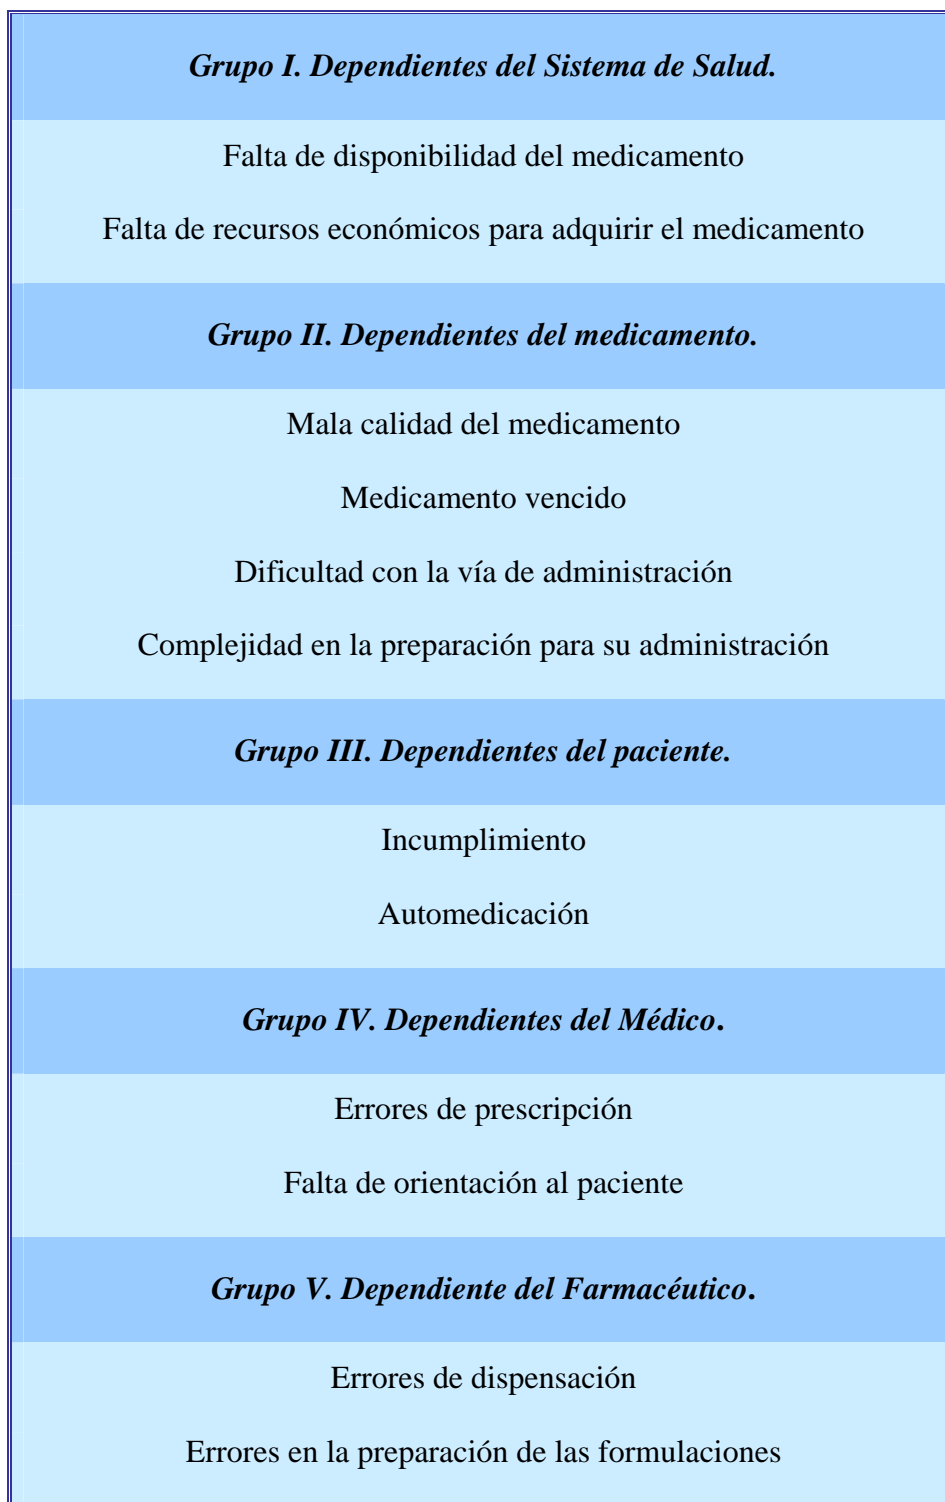 Grupo I. Dependientes del Sistema de Salud.
Falta de disponibilidad del medicamento
Falta de recursos económicos para adquirir el medicamento
Grupo II. Dependientes del medicamento.
Mala calidad del medicamento
Medicamento vencido
Dificultad con la vía de administración
Complejidad en la preparación para su administración
Grupo III. Dependientes del paciente.
Incumplimiento
Automedicación
Grupo IV. Dependientes del Médico.
Errores de prescripción
Falta de orientación al paciente
Grupo V. Dependiente del Farmacéutico.
Errores de dispensación
Errores en la preparación de las formulaciones